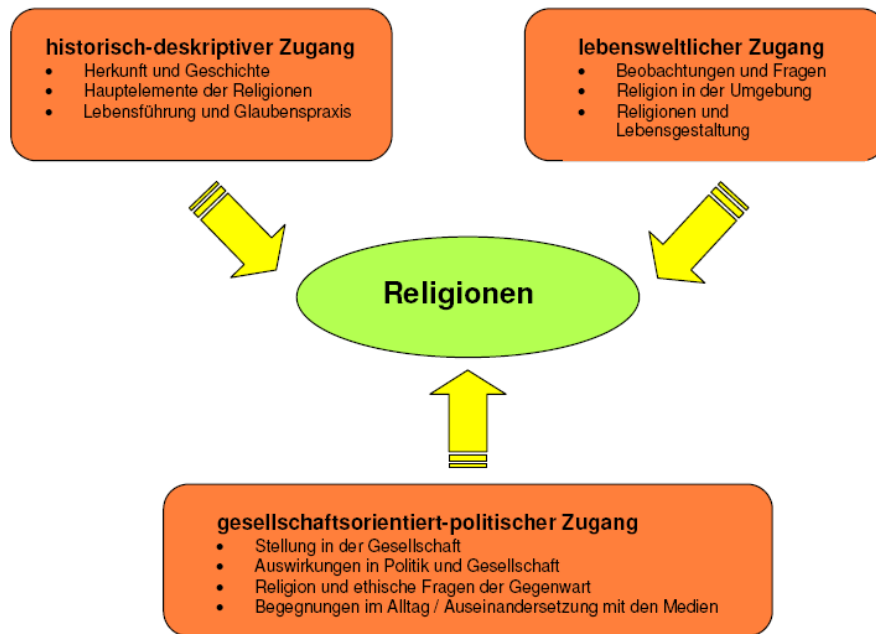 historisch-deskriptiver Zugang
• Herkunft und Geschichte
• Hauptelemente der Religionen
• Lebensführung und Glaubenspraxis
lebensweltlicher Zugang
• Beobachtungen und Fragen
• Religion in der Umgebung
• Religionen und
Lebensgestaltung
Religionen
gesellschaftsorientiert-politischer Zugang
• Stellung in der Gesellschaft
• Auswirkungen in Politik und Gesellschaft
• Religion und ethische Fragen der Gegenwart
• Begegnungen im Alltag / Auseinandersetzung mit den Medien